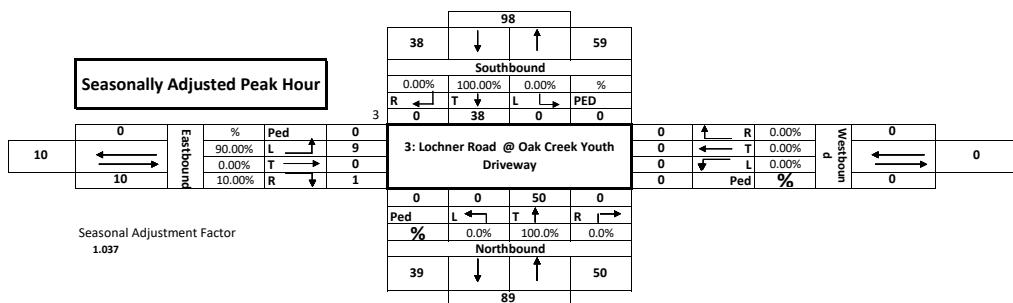 98
38 59
Southbound
Seasonally Adjusted Peak Hour
0.00% 100.00% 0.00% %
R T L PED
3 0 38 0 0
0 Eastbound % Ped 0
10 90.00% L 9
0.00% T 0
10 10.00% R 1
3: Lochner Road @ Oak Creek Youth
Driveway
0 R 0.00% Westboun
d 0
0 T 0.00% 0
0 L 0.00%
0 Ped % 0
0 0 50 0
Ped L T R
% 0.0% 100.0% 0.0%
Northbound
39 50
89
Seasonal Adjustment Factor
1.037